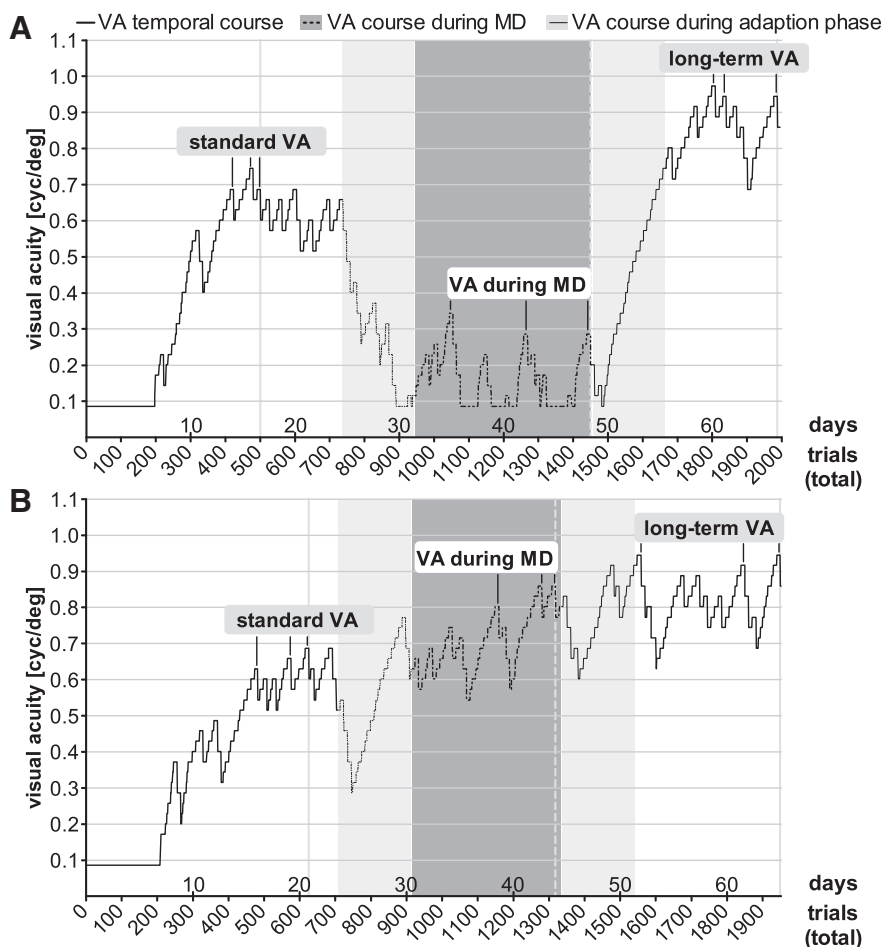 A
VA temporal course
VA course during MD
VA course during adaption phase
1.1
1.0
0.9
0.8
0.7
0.6
0.5
0.4
0.3
0.2
0.1
visual acuity [cyc/deg]
standard VA
VA during MD
long-term VA
10 20 30 40 50 60 days
0 100 200 300 400 500 600 700 800 900 1000 1100 1200 1300 1400 1500 1600 1700 1800 1900 2000 trials
(total)
B
1.1
1.0
0.9
0.8
0.7
0.6
0.5
0.4
0.3
0.2
0.1
visual acuity [cyc/deg]
standard VA
VA during MD
long-term VA
10 20 30 40 50 60 days
0 100 200 300 400 500 600 700 800 900 1000 1100 1200 1300 1400 1500 1600 1700 1800 1900 trials
(total)